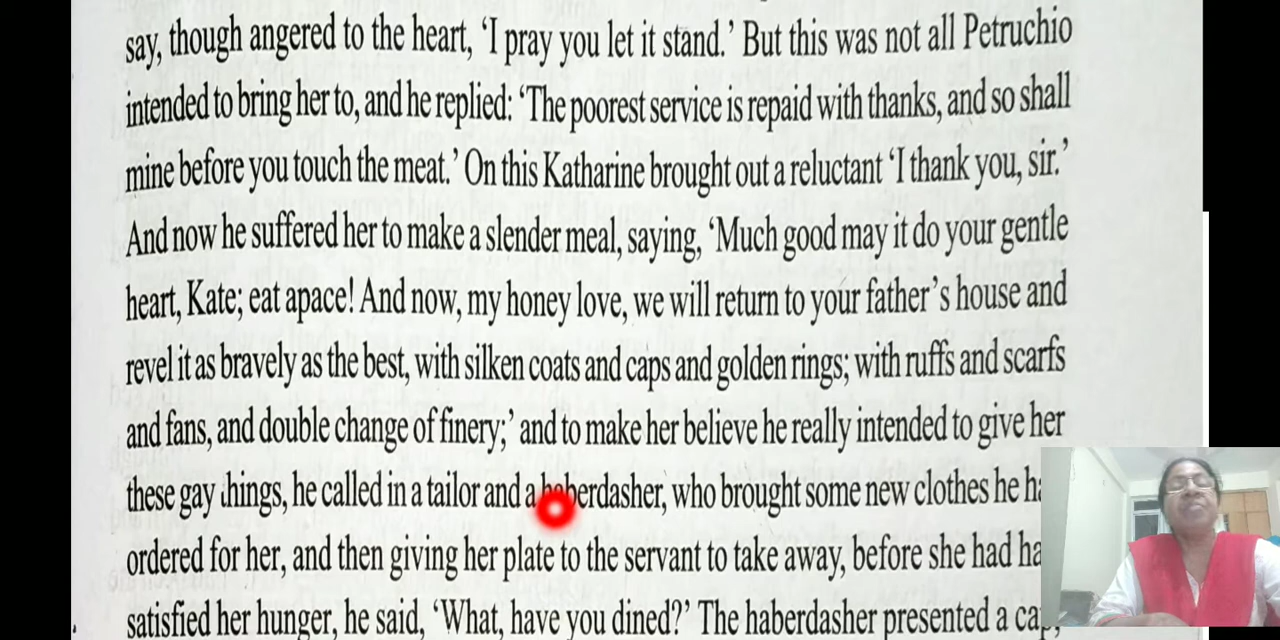 say, though angered to the heart, ‘I pray you let it stand.’ But this was not all Petruchio
intended to bring her to, and he replied: ‘The poorest service is repaid with thanks, and so shall
mine before you touch the meat.’ On this Katharine brought out a reluctant ‘I thank you, sir.’
And now he suffered her to make a slender meal, saying, ‘Much good may it do your gentle
heart, Kate; eat apace! And now, my honey love, we will return to your father’s house and
revel it as bravely as the best, with silken coats and caps and golden rings; with ruffs and scarfs
and fans, and double change of finery;’ and to make her believe he really intended to give her
these gay things, he called in a tailor and a haberdasher, who brought some new clothes he
ordered for her, and then giving her plate to the servant to take away, before she had
satisfied her hunger, he said, ‘What, have you dined?’ The haberdasher presented a